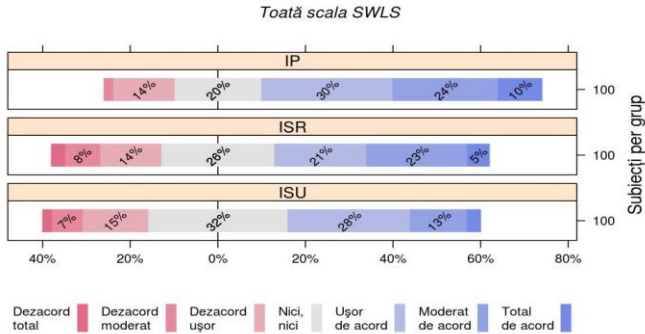 Toată scala SWLS
IP
14% 20% 30% 24% 10%
100
ISR
8% 14% 26% 21% 23% 5%
100
ISU
7% 15% 32% 28% 13%
100
Subiecți per grup
40% 20% 0% 20% 40% 60% 80%
Dezacord Dezacord Dezacord Nici, Ușor Moderat Total
total moderat ușor nici de acord de acord de acord